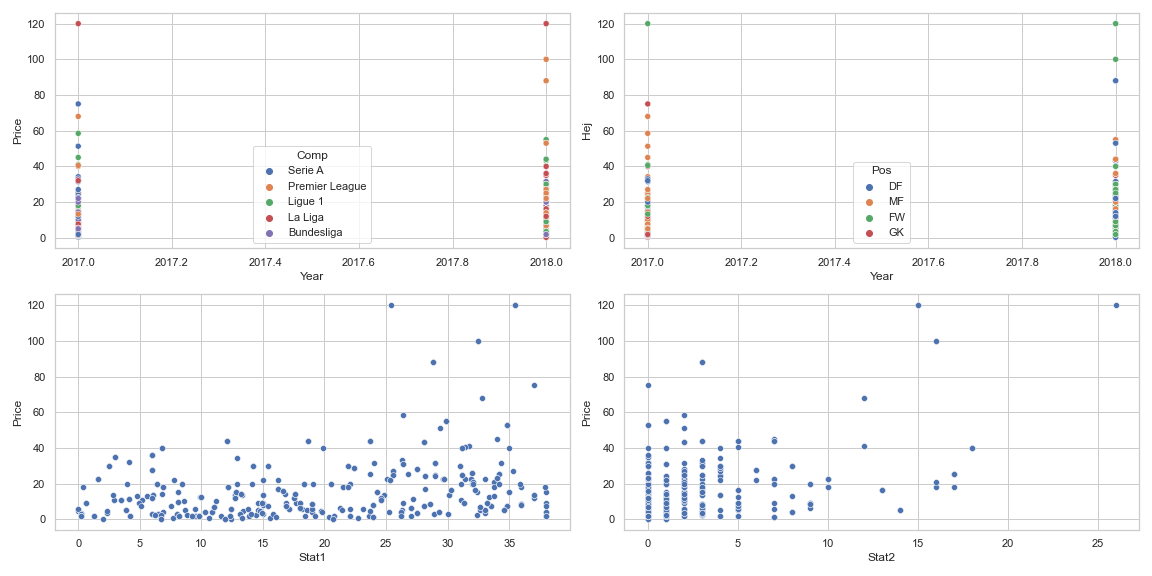 120
100
80
60
40
20
0
Price
2017.0 2017.2 2017.4 2017.6 2017.8 2018.0
Year
Comp
Serie A
Premier League
Ligue 1
La Liga
Bundesliga
120
100
80
60
40
20
0
Hej
2017.0 2017.2 2017.4 2017.6 2017.8 2018.0
Year
Pos
DF
MF
FW
GK
120
100
80
60
40
20
0
Price
0 5 10 15 20 25 30 35
Stat1
120
100
80
60
40
20
0
Price
0 5 10 15 20 25
Stat2